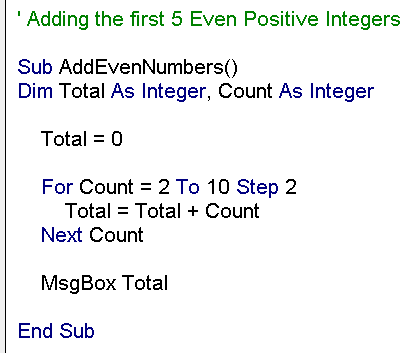 ' Adding the first 5 Even Positive Integers
Sub AddEvenNumbers()
Dim Total As Integer, Count As Integer
Total = 0
For Count = 2 To 10 Step 2
Total = Total + Count
Next Count
MsgBox Total
End Sub